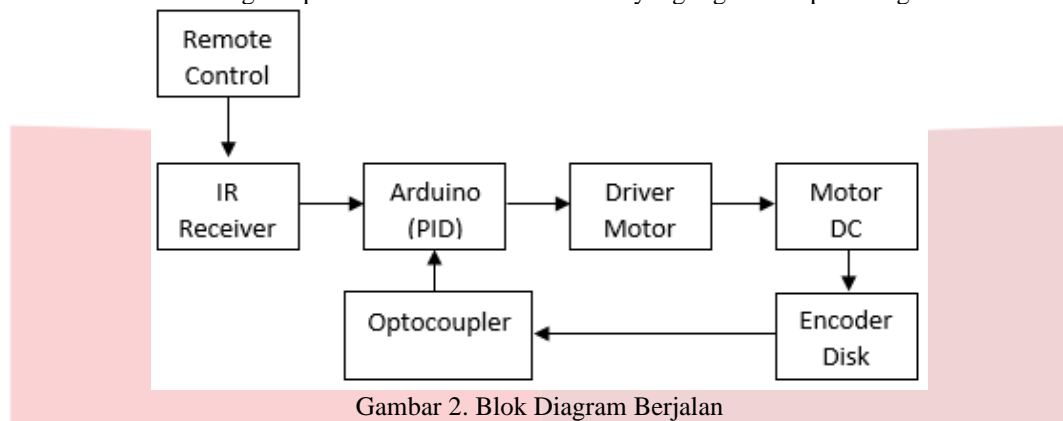 Remote
Control
IR
Receiver
Arduino
(PID)
Driver
Motor
Motor
DC
Optocoupler
Encoder
Disk
Gambar 2. Blok Diagram Berjalan